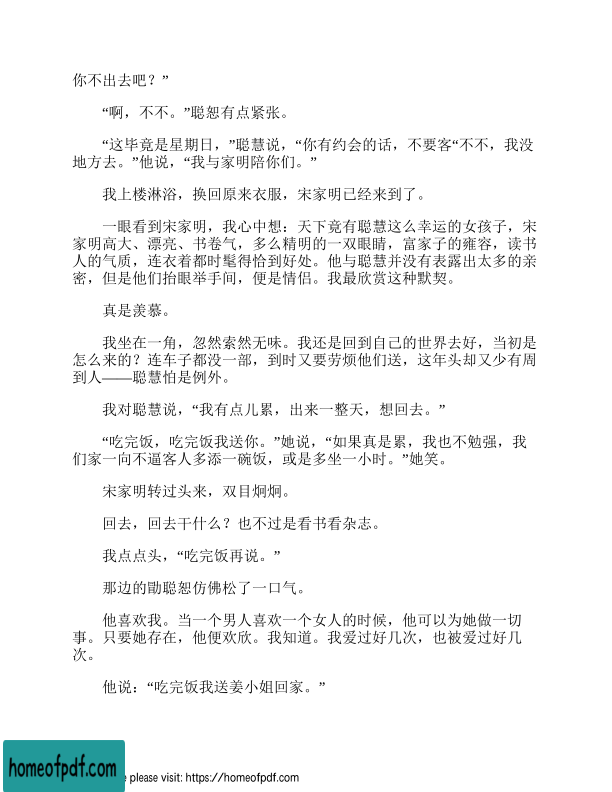 你不出去吧？”
“啊，不不。”聪恕有点紧张。
“这毕竟是星期日，”聪慧说，“你有约会的话，不要客“不不，我没
地方去。”他说，“我与家明陪你们。”
我上楼淋浴，换回原来衣服，宋家明已经来到了。
一眼看到宋家明，我心中想：天下竟有聪慧这么幸运的女孩子，宋
家明高大、漂亮、书卷气，多么精明的一双眼睛，富家子的雍容，读书
人的气质，连衣着都时髦得恰到好处。他与聪慧并没有表露出太多的亲
密，但是他们抬眼举手间，便是情侣。我最欣赏这种默契。
真是羡慕。
我坐在一角，忽然索然无味。我还是回到自己的世界去好，当初是
怎么来的？连车子都没一部，到时又要劳烦他们送，这年头却又少有周
到人——聪慧怕是例外。
我对聪慧说，“我有点儿累，出来一整天，想回去。”
“吃完饭，吃完饭我送你。”她说，“如果真是累，我也不勉强，我
们家一向不逼客人多添一碗饭，或是多坐一小时。”她笑。
宋家明转过头来，双目炯炯。
回去，回去干什么？也不过是看书看杂志。
我点点头，“吃完饭再说。”
那边的勖聪恕仿佛松了一口气。
他喜欢我。当一个男人喜欢一个女人的时候，他可以为她做一切
事。只要她存在，他便欢欣。我知道。我爱过好几次，也被爱过好几
次。
他说：“吃完饭我送姜小姐回家。”
homeofpdf.com
e please visit: https://homeofpdf.com